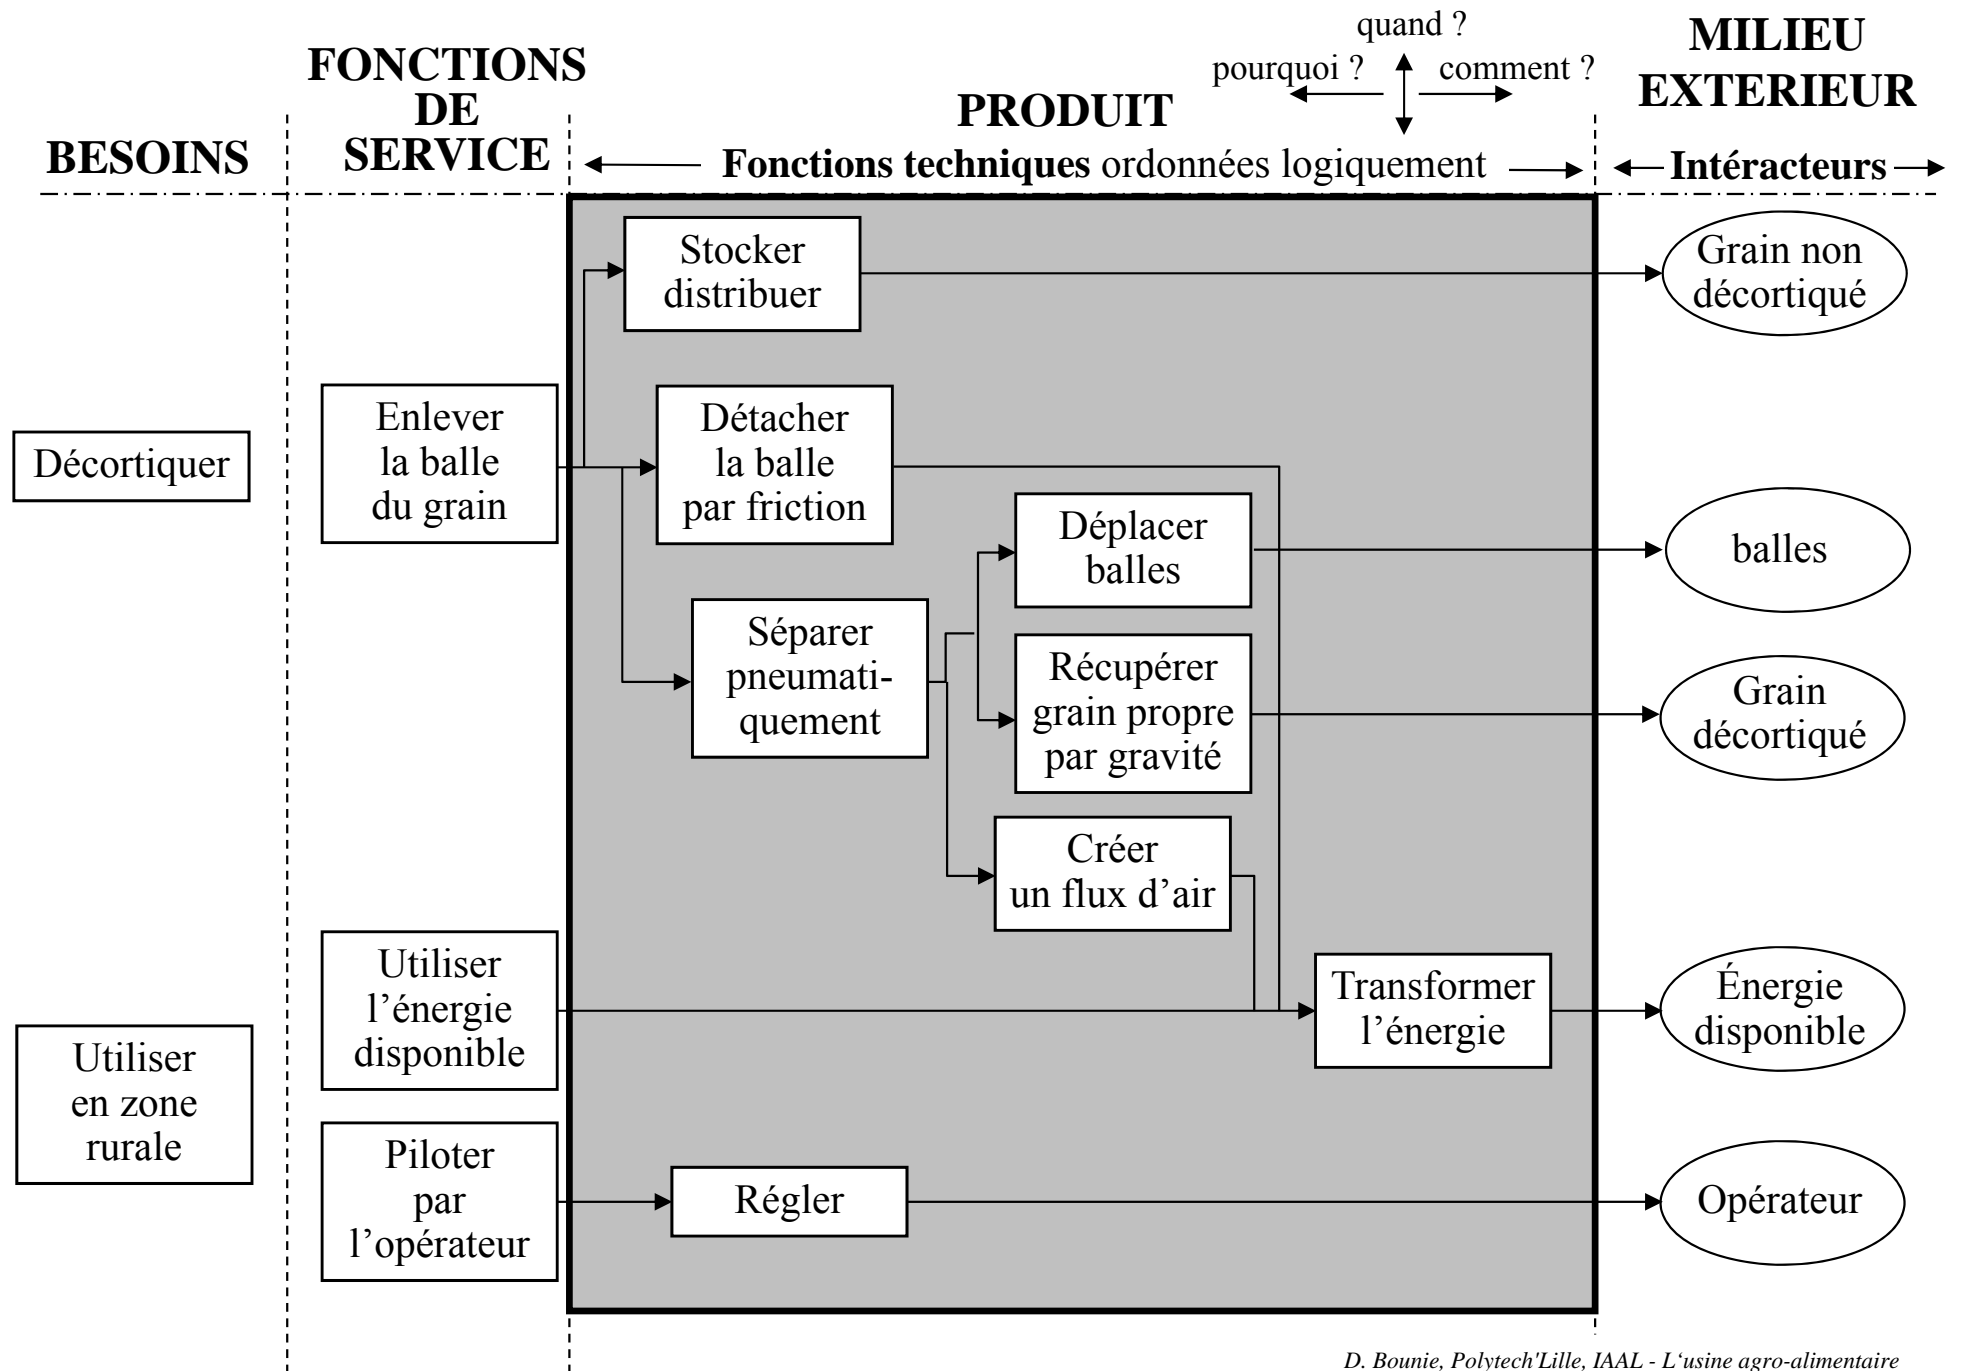 quand ?
pourquoi ?
comment ?
MILIEU
EXTERIEUR
FONCTIONS
DE
SERVICE
PRODUIT
BESOINS
Fonctions techniques ordonnées logiquement
Intéracteurs
Stocker
distribuer
Grain non
décortiqué
Décortiquer
Enlever
la balle
du grain
Détacher
la balle
par friction
Déplacer
balles
balles
Séparer
pneumati-
quement
Récupérer
grain propre
par gravité
Grain
décortiqué
Créer
un flux d’air
Utiliser
l’énergie
disponible
Transformer
l’énergie
Énergie
disponible
Utiliser
en zone
rurale
Piloter
par
l’opérateur
Régler
Opérateur
D. Bounie, Polytech'Lille, IAAL - L‘usine agro-alimentaire